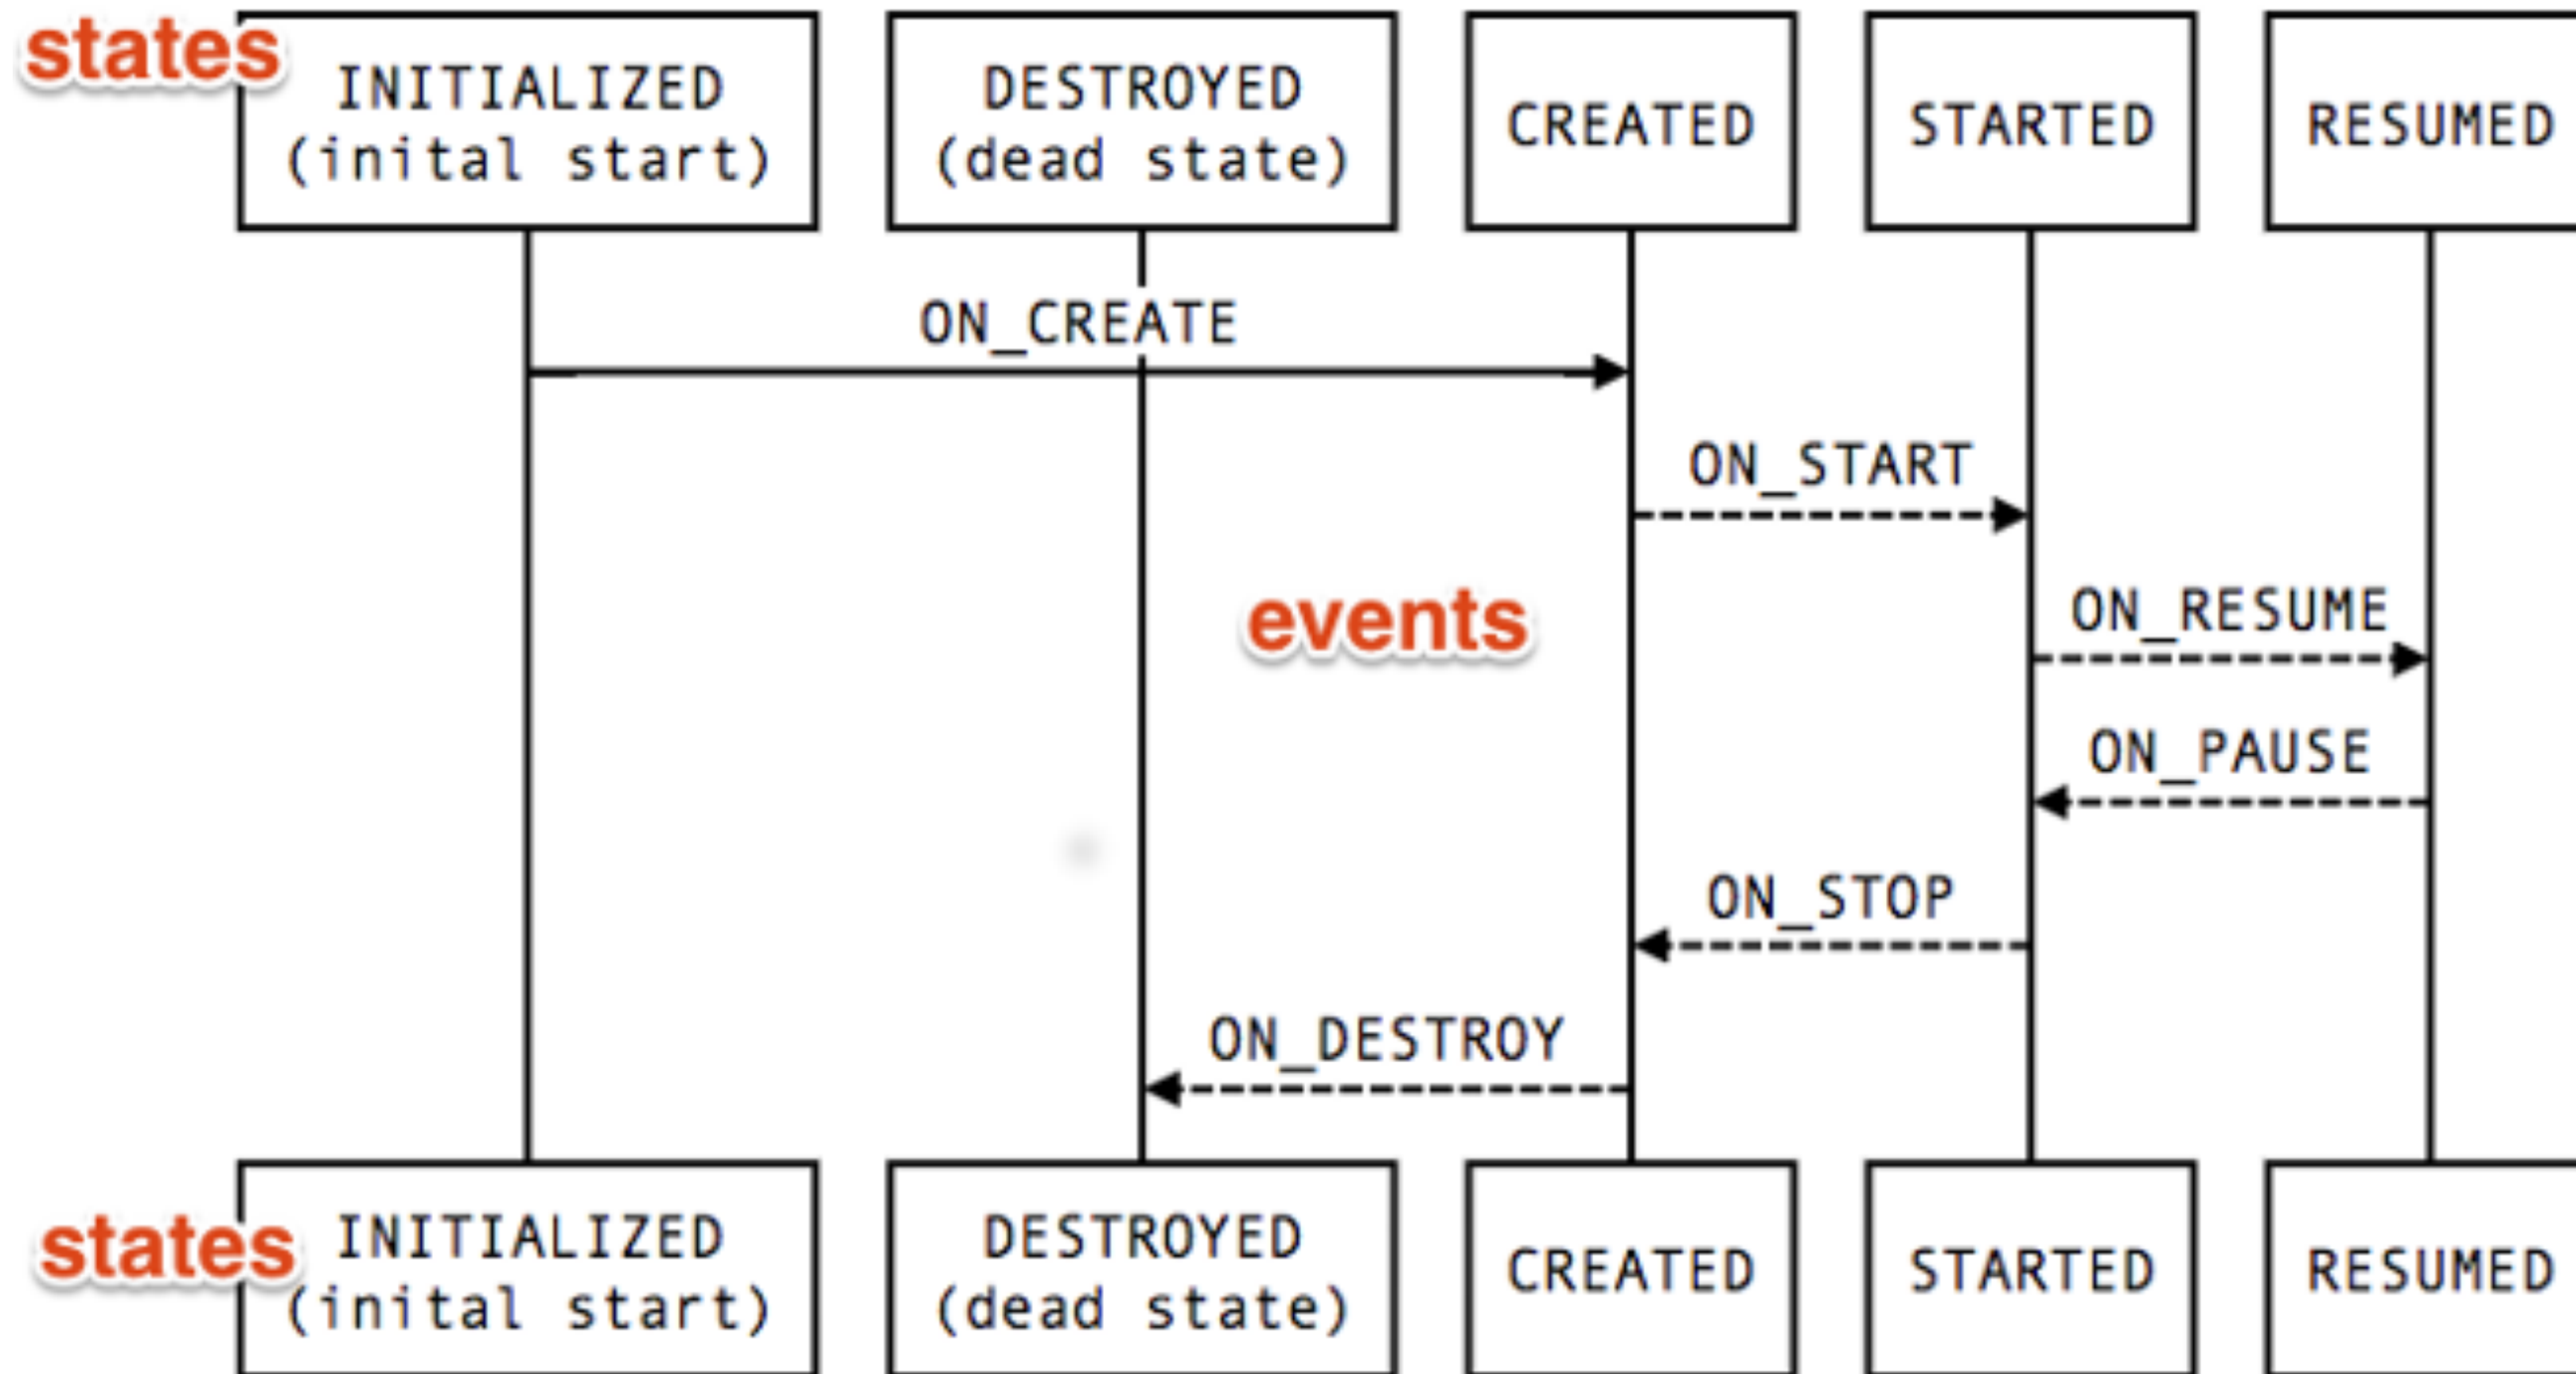 states
INITIALIZED
(inital start)
DESTROYED
(dead state)
CREATED
STARTED
RESUMED
ON_CREATE
ON_START
events
ON_RESUME
ON_PAUSE
ON_STOP
ON_DESTROY
states
INITIALIZED
(inital start)
DESTROYED
(dead state)
CREATED
STARTED
RESUMED